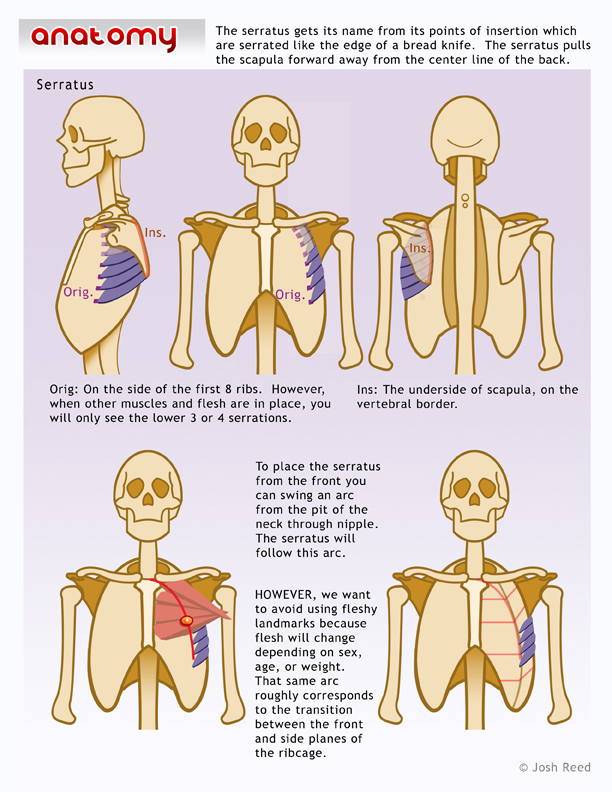 anatomy
The serratus gets its name from its points of insertion which
are serrated like the edge of a bread knife.  The serratus pulls
the scapula forward away from the center line of the back.
Serratus
Ins.
Orig.
Orig.
Ins.
Orig: On the side of the first 8 ribs.  However,
when other muscles and flesh are in place, you
will only see the lower 3 or 4 serrations.
Ins: The underside of scapula, on the
vertebral border.
To place the serratus
from the front you
can swing an arc
from the pit of the
neck through nipple.
The serratus will
follow this arc.
HOWEVER, we want
to avoid using fleshy
landmarks because
flesh will change
depending on sex,
age, or weight.
That same arc
roughly corresponds
to the transition
between the front
and side planes of
the ribcage.
© Josh Reed